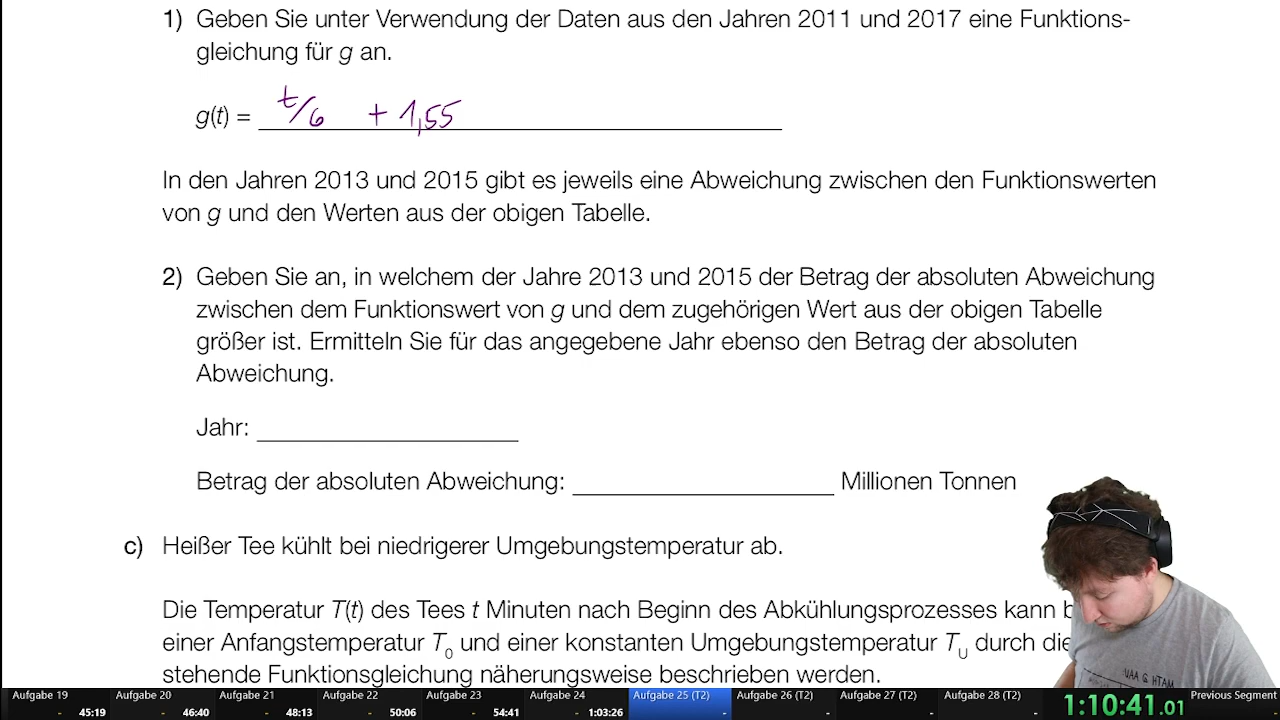 1) Geben Sie unter Verwendung der Daten aus den Jahren 2011 und 2017 eine Funktions-
gleichung für g an.
g(t) = t/6 + 1,55
In den Jahren 2013 und 2015 gibt es jeweils eine Abweichung zwischen den Funktionswerten
von g und den Werten aus der obigen Tabelle.
2) Geben Sie an, in welchem der Jahre 2013 und 2015 der Betrag der absoluten Abweichung
zwischen dem Funktionswert von g und dem zugehörigen Wert aus der obigen Tabelle
größer ist. Ermitteln Sie für das angegebene Jahr ebenso den Betrag der absoluten
Abweichung.
Jahr:
Betrag der absoluten Abweichung: Millionen Tonnen
c) Heißer Tee kühlt bei niedrigerer Umgebungstemperatur ab.
Die Temperatur T(t) des Tees t Minuten nach Beginn des Abkühlungsprozesses kann b
einer Anfangstemperatur T0 und einer konstanten Umgebungstemperatur TU durch die
stehende Funktionsgleichung näherungsweise beschrieben werden.
Aufgabe 19 Aufgabe 20 Aufgabe 21 Aufgabe 22 Aufgabe 23 Aufgabe 24 Aufgabe 25 (T2) Aufgabe 26 (T2) Aufgabe 27 (T2) Aufgabe 28 (T2) 1:10:41.01 Previous Segment
- 45:19 - 46:40 - 48:13 - 50:06 - 54:41 - 1:03:26 - - - - -